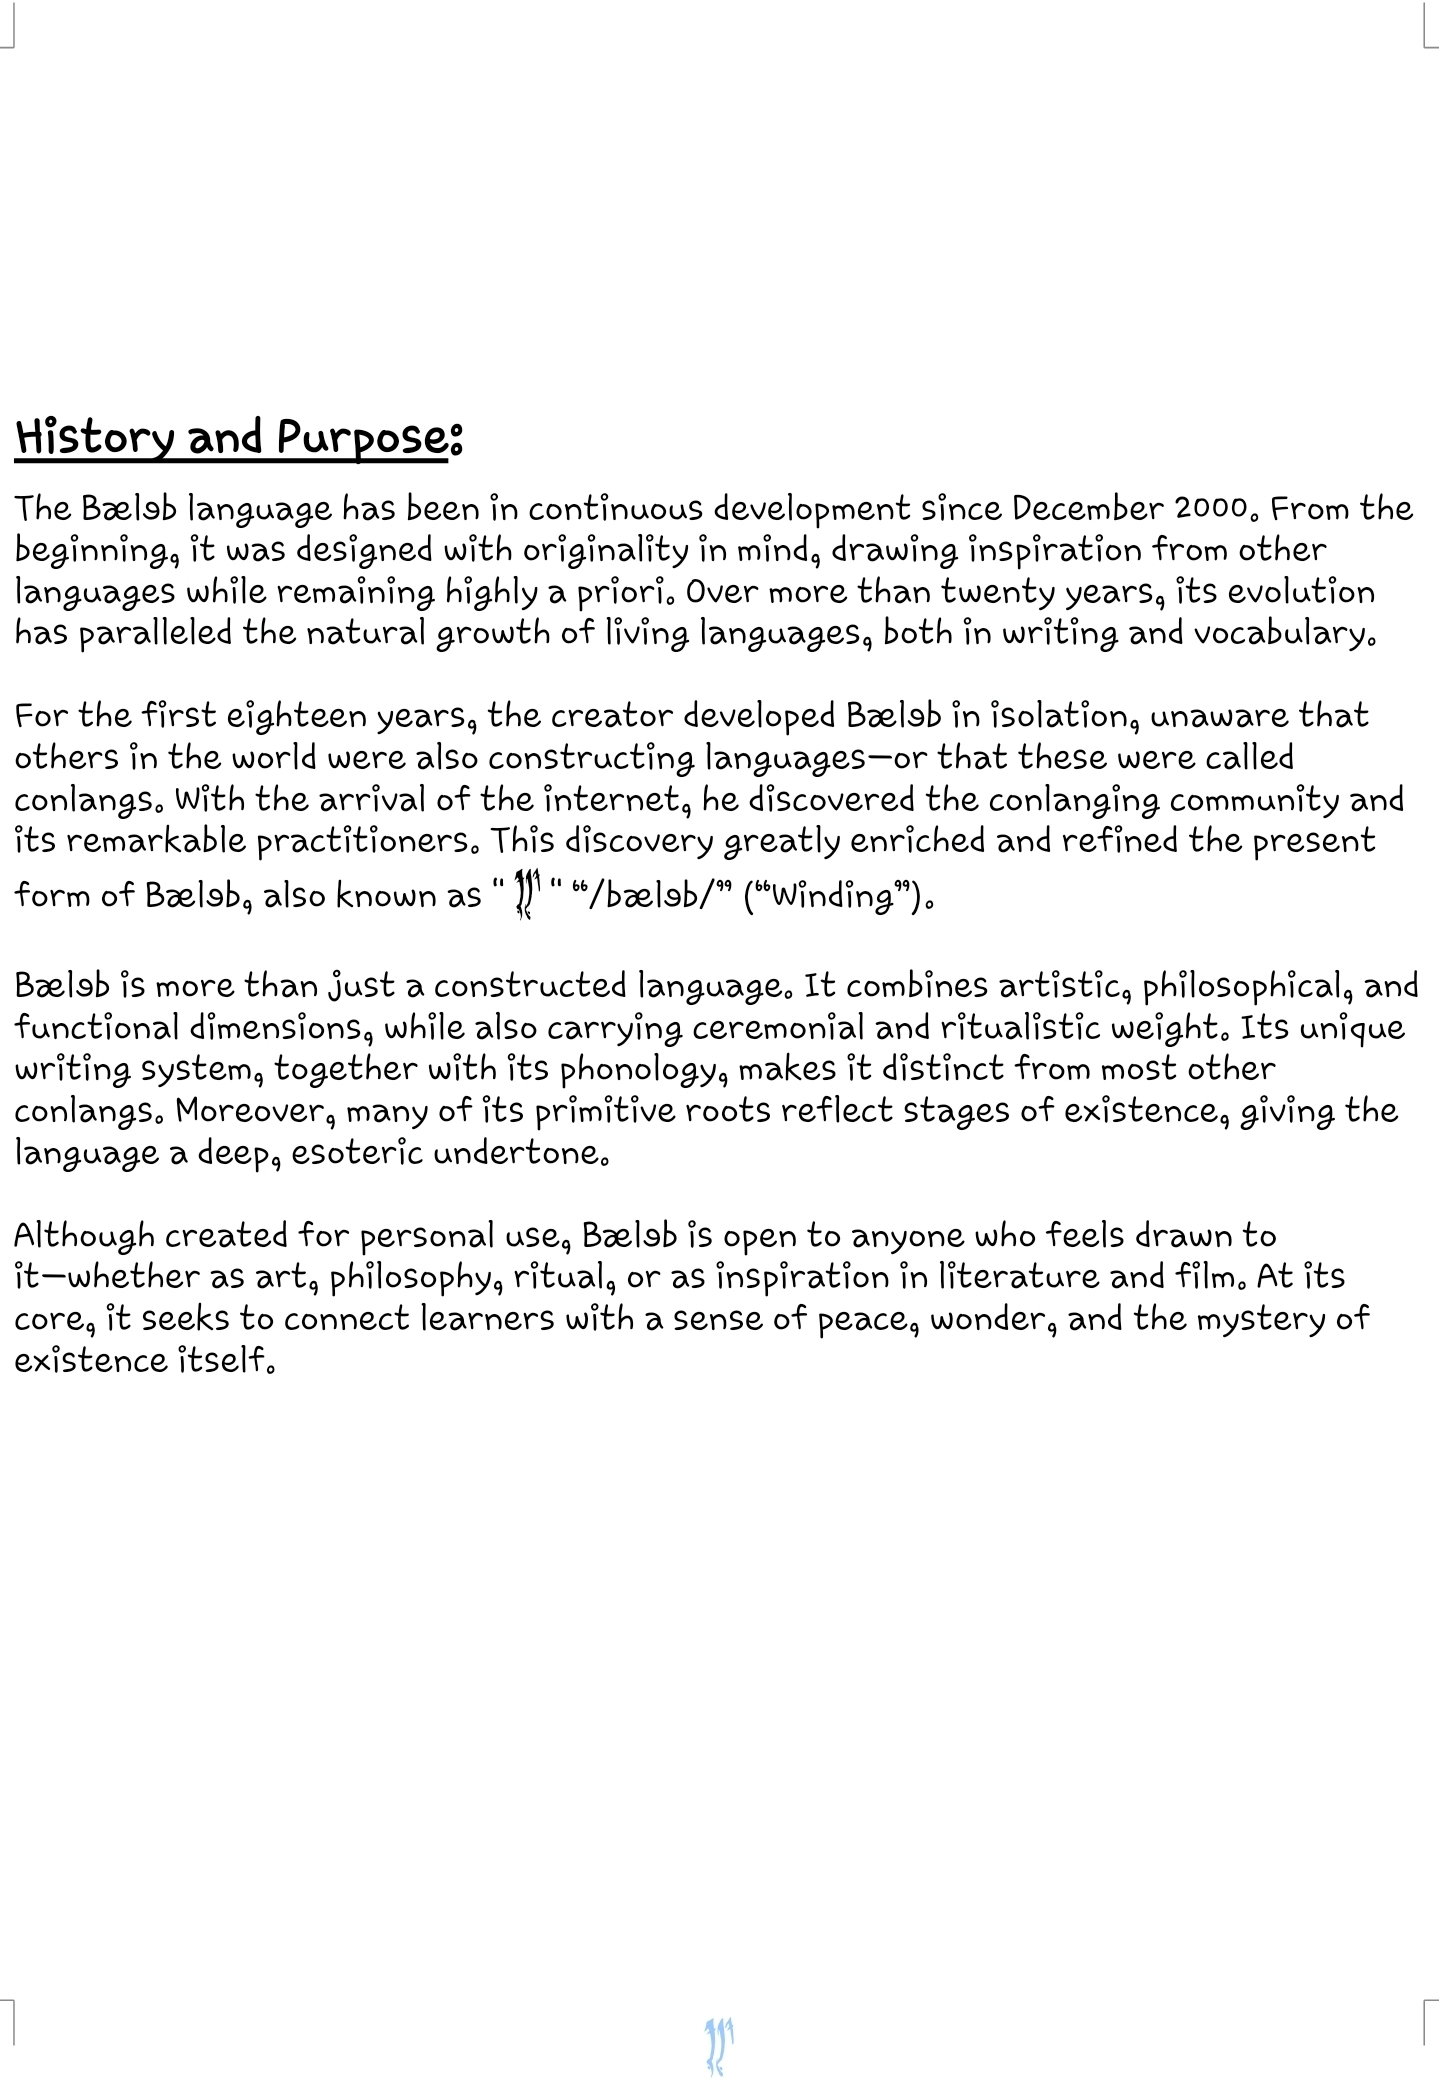 History and Purpose:
The Bælɘb language has been in continuous development since December 2000. From the
beginning, it was designed with originality in mind, drawing inspiration from other
languages while remaining highly a priori. Over more than twenty years, its evolution
has paralleled the natural growth of living languages, both in writing and vocabulary.
For the first eighteen years, the creator developed Bælɘb in isolation, unaware that
others in the world were also constructing languages—or that these were called
conlangs. With the arrival of the internet, he discovered the conlanging community and
its remarkable practitioners. This discovery greatly enriched and refined the present
form of Bælɘb, also known as " " “/bælɘb/” (“Winding”).
Bælɘb is more than just a constructed language. It combines artistic, philosophical, and
functional dimensions, while also carrying ceremonial and ritualistic weight. Its unique
writing system, together with its phonology, makes it distinct from most other
conlangs. Moreover, many of its primitive roots reflect stages of existence, giving the
language a deep, esoteric undertone.
Although created for personal use, Bælɘb is open to anyone who feels drawn to
it—whether as art, philosophy, ritual, or as inspiration in literature and film. At its
core, it seeks to connect learners with a sense of peace, wonder, and the mystery of
existence itself.